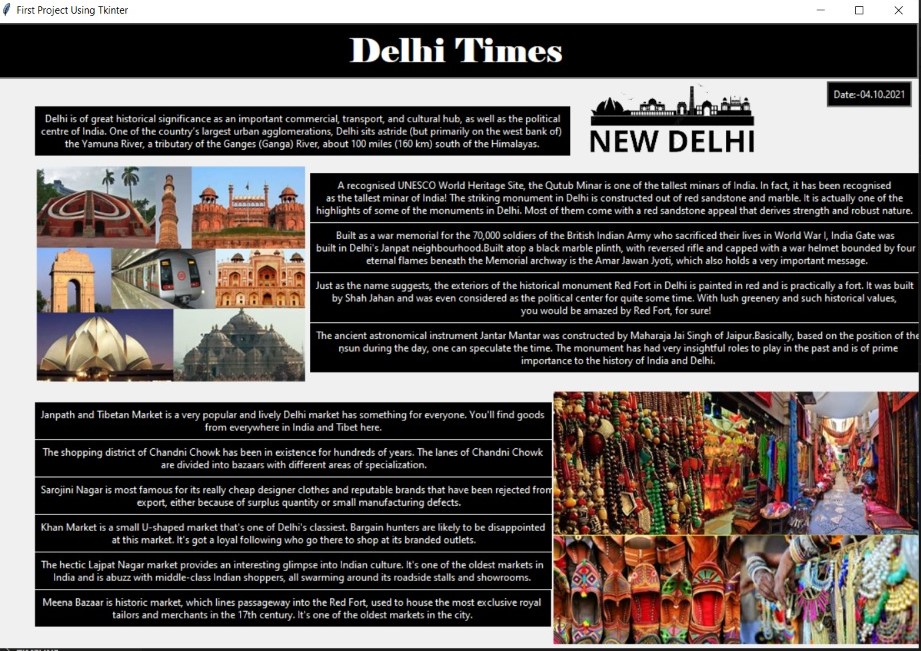 First Project Using Tkinter
Delhi Times
Date:-04.10.2021
Delhi is of great historical significance as an important commercial, transport, and cultural hub, as well as the political
centre of India. One of the country's largest urban agglomerations, Delhi sits astride (but primarily on the west bank of)
the Yamuna River, a tributary of the Ganges (Ganga) River, about 100 miles (160 km) south of the Himalayas.
NEW DELHI
A recognised UNESCO World Heritage Site, the Qutub Minar is one of the tallest minars of India. In fact, it has been recognised
as the tallest minar of India! The striking monument in Delhi is constructed out of red sandstone and marble. It is actually one of the
highlights of some of the monuments in Delhi. Most of them come with a red sandstone appeal that derives strength and robust nature.
Built as a war memorial for the 70,000 soldiers of the British Indian Army who sacrificed their lives in World War I, India Gate was
built in Delhi's Janpat neighbourhood.Built atop a black marble plinth, with reversed rifle and capped with a war helmet bounded by four
eternal flames beneath the Memorial archway is the Amar Jawan Jyoti, which also holds a very important message.
Just as the name suggests, the exteriors of the historical monument Red Fort in Delhi is painted in red and is practically a fort. It was built
by Shah Jahan and was even considered as the political center for quite some time. With lush greenery and such historical values,
you would be amazed by Red Fort, for sure!
The ancient astronomical instrument Jantar Mantar was constructed by Maharaja Jai Singh of Jaipur.Basically, based on the position of the
nsun during the day, one can speculate the time. The monument has had very insightful roles to play in the past and is of prime
importance to the history of India and Delhi.
Janpath and Tibetan Market is a very popular and lively Delhi market has something for everyone. You'll find goods
from everywhere in India and Tibet here.
The shopping district of Chandni Chowk has been in existence for hundreds of years. The lanes of Chandni Chowk
are divided into bazaars with different areas of specialization.
Sarojini Nagar is most famous for its really cheap designer clothes and reputable brands that have been rejected from
export, either because of surplus quantity or small manufacturing defects.
Khan Market is a small U-shaped market that's one of Delhi's classiest. Bargain hunters are likely to be disappointed
at this market. It's got a loyal following who go there to shop at its branded outlets.
The hectic Lajpat Nagar market provides an interesting glimpse into Indian culture. It's one of the oldest markets in
India and is abuzz with middle-class Indian shoppers, all swarming around its roadside stalls and showrooms.
Meena Bazaar is historic market, which lines passageway into the Red Fort, used to house the most exclusive royal
tailors and merchants in the 17th century. It's one of the oldest markets in the city.